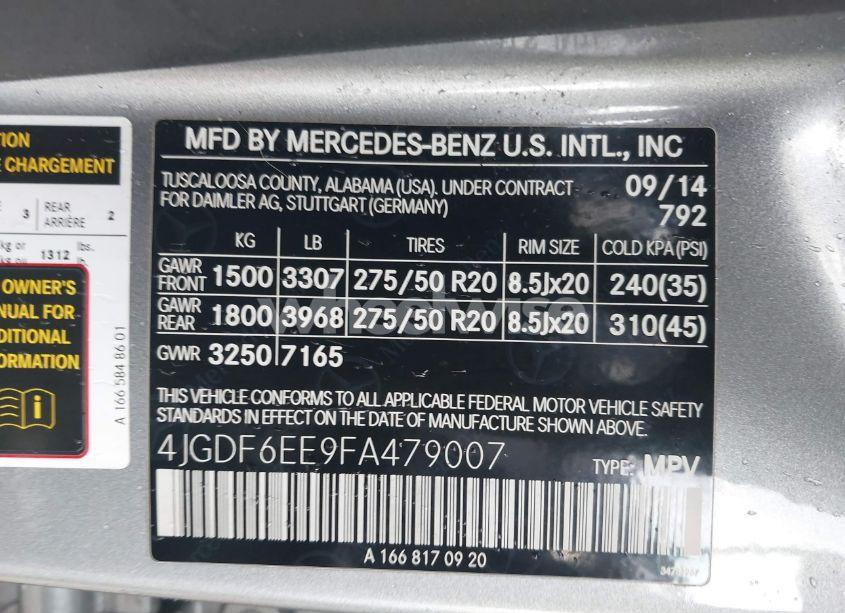 TION
E CHARGEMENT
3 REAR ARRIÈRE 2
kg or 1312 lbs.
kg ou lb.
OWNER'S
ANUAL FOR
DITIONAL
FORMATION
A 166 584 86 01
MFD BY MERCEDES-BENZ U.S. INTL., INC
TUSCALOOSA COUNTY, ALABAMA (USA). UNDER CONTRACT 09/14
FOR DAIMLER AG, STUTTGART (GERMANY) 792
KG LB TIRES RIM SIZE COLD KPA(PSI)
GAWR FRONT 1500 3307 275/50 R20 8.5Jx20 240(35)
GAWR REAR 1800 3968 275/50 R20 8.5Jx20 310(45)
GVWR 3250 7165
THIS VEHICLE CONFORMS TO ALL APPLICABLE FEDERAL MOTOR VEHICLE SAFETY
STANDARDS IN EFFECT ON THE DATE OF MANUFACTURE SHOWN ABOVE.
4JGDF6EE9FA479007 TYPE: MPV
A 166 817 09 20